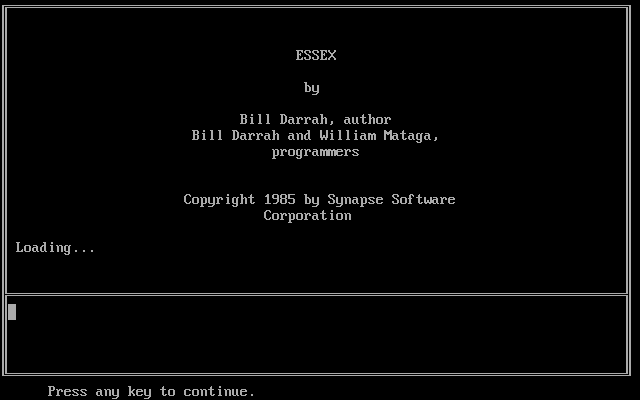 ESSEX
by
Bill Darrah, author
Bill Darrah and William Mataga,
programmers
Copyright 1985 by Synapse Software
Corporation
Loading...
Press any key to continue.